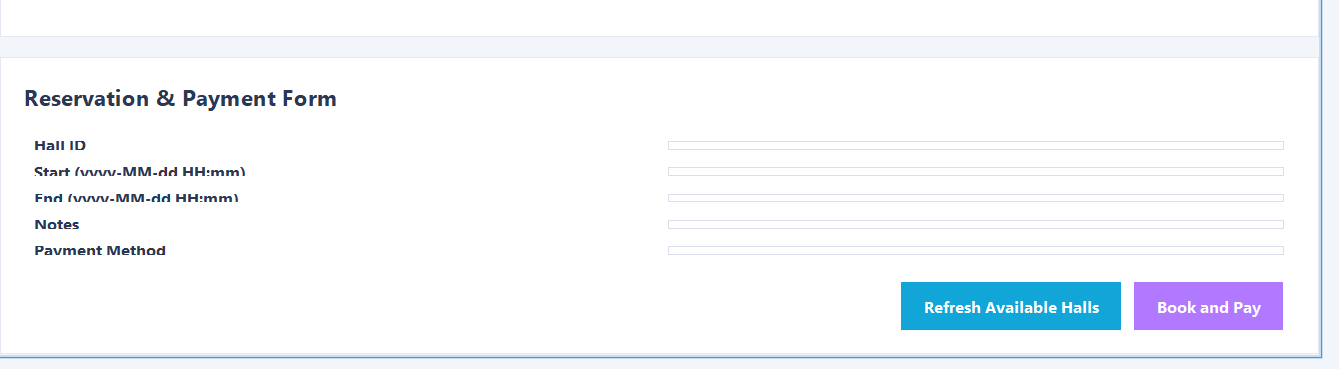 Reservation & Payment Form
Hall ID
Start (yyyy-MM-dd HH:mm)
End (yyyy-MM-dd HH:mm)
Notes
Payment Method
Refresh Available Halls
Book and Pay